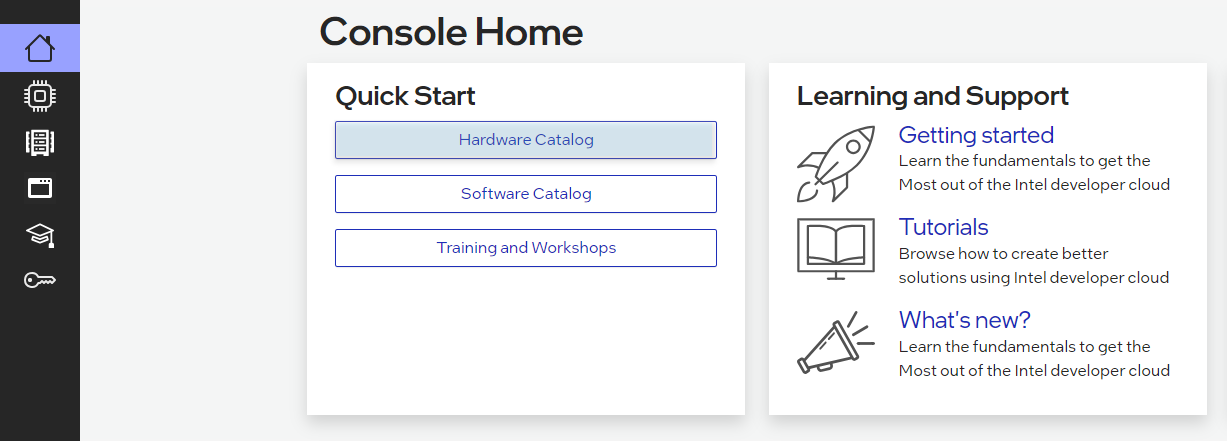 Console Home
Quick Start
Hardware Catalog
Software Catalog
Training and Workshops
Learning and Support
Getting started
Learn the fundamentals to get the
Most out of the Intel developer cloud
Tutorials
Browse how to create better
solutions using Intel developer cloud
What's new?
Learn the fundamentals to get the
Most out of the Intel developer cloud